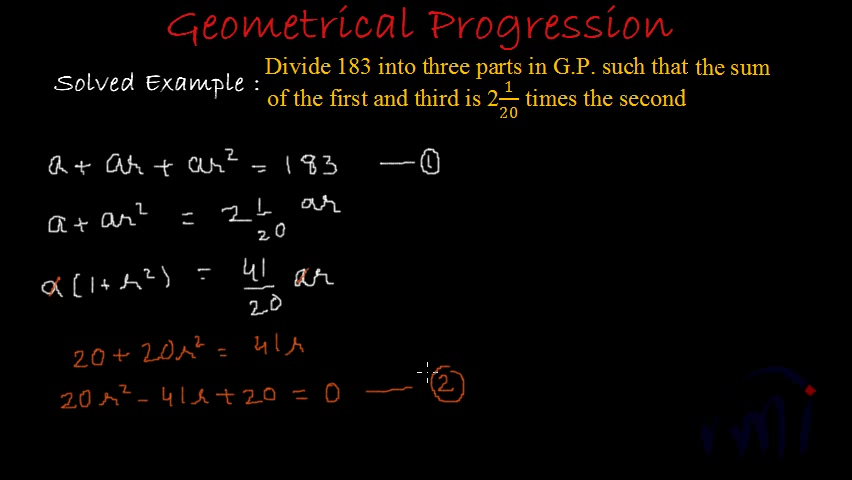 Geometrical Progression
Solved Example : Divide 183 into three parts in G.P. such that the sum
of the first and third is 2 1/20 times the second
a + ar + ar² = 183 — ①
a + ar² = 2 1/20 ar
a(1+r²) = 41/20 ar
20 + 20r² = 41r
20r² - 41r + 20 = 0 — ②
rmi